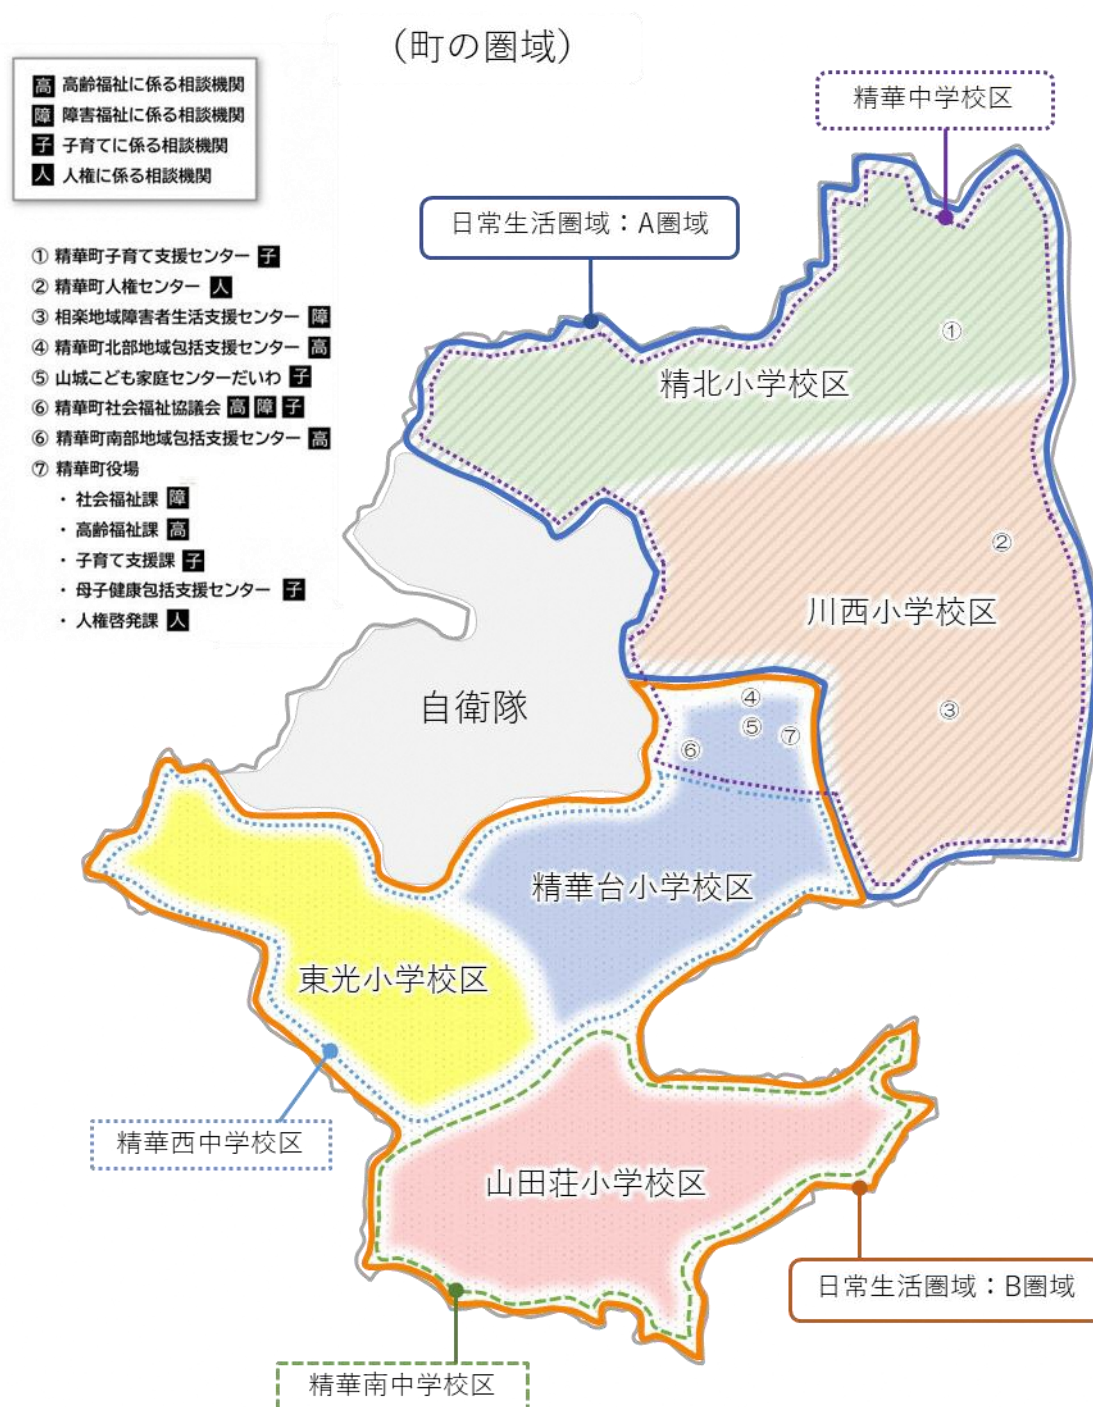 （町の圏域）
高 高齢福祉に係る相談機関
障 障害福祉に係る相談機関
子 子育てに係る相談機関
人 人権に係る相談機関
① 精華町子育て支援センター 子
② 精華町人権センター 人
③ 相楽地域障害者生活支援センター 障
④ 精華町北部地域包括支援センター 高
⑤ 山城こども家庭センターだいわ 子
⑥ 精華町社会福祉協議会 高 障 子
⑥ 精華町南部地域包括支援センター 高
⑦ 精華町役場
・ 社会福祉課 障
・ 高齢福祉課 高
・ 子育て支援課 子
・ 母子健康包括支援センター 子
・ 人権啓発課 人
精華中学校区
日常生活圏域：A圏域
①
精北小学校区
②
川西小学校区
自衛隊
③
④
⑤
⑦
⑥
精華台小学校区
東光小学校区
精華西中学校区
山田荘小学校区
日常生活圏域：B圏域
精華南中学校区